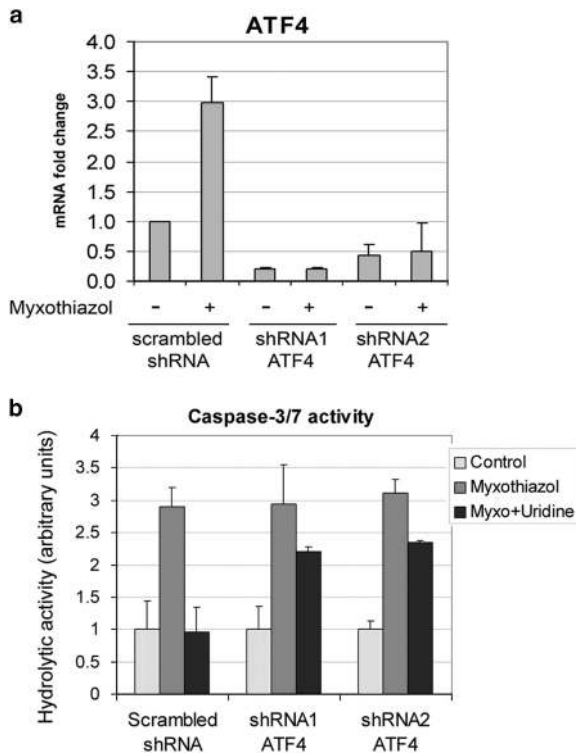 a
ATF4
mRNA fold change
4.0
3.5
3.0
2.5
2.0
1.5
1.0
0.5
0.0
Myxothiazol - + - + - +
scrambled shRNA1 shRNA2
shRNA ATF4 ATF4
b
Caspase-3/7 activity
Hydrolytic activity (arbitrary units)
4
3.5
3
2.5
2
1.5
1
0.5
0
Control
Myxothiazol
Myxo+Uridine
Scrambled shRNA1 shRNA2
shRNA ATF4 ATF4